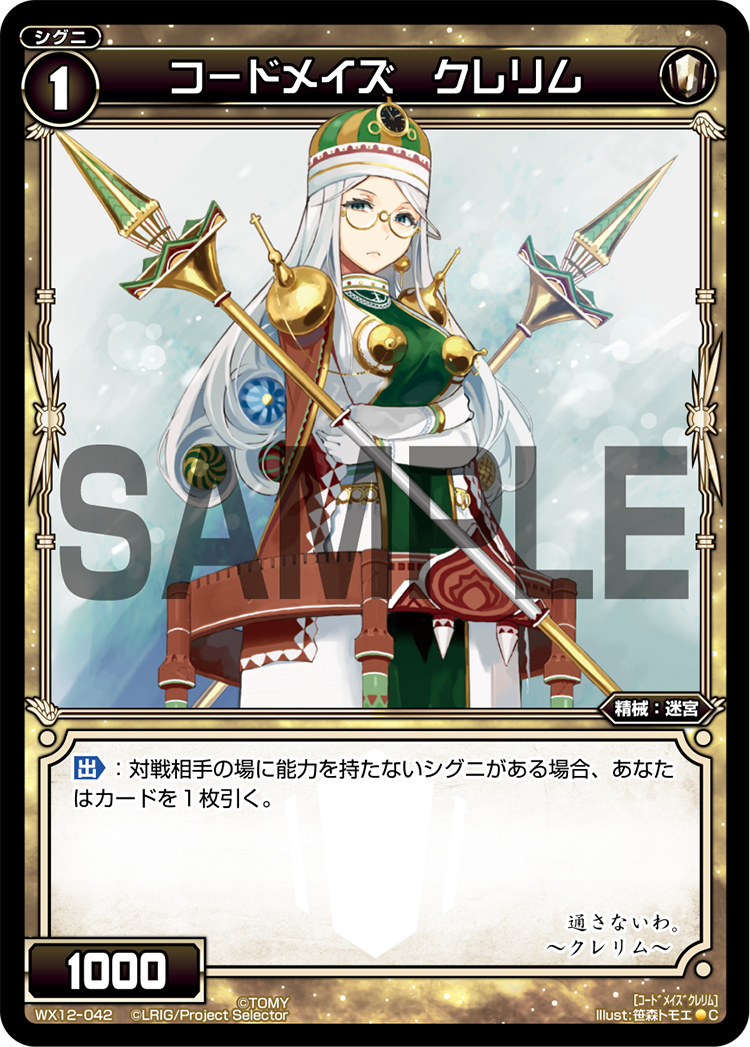 シグニ
1
コードメイズ　クレリム
SAMPLE
精械：迷宮
出：対戦相手の場に能力を持たないシグニがある場合、あなた
はカードを１枚引く。
通さないわ。
～クレリム～
1000
WX12-042 ©LRIG/Project Selector ©TOMY
[コードメイズクレリム]
Illust:笹森トモエ C